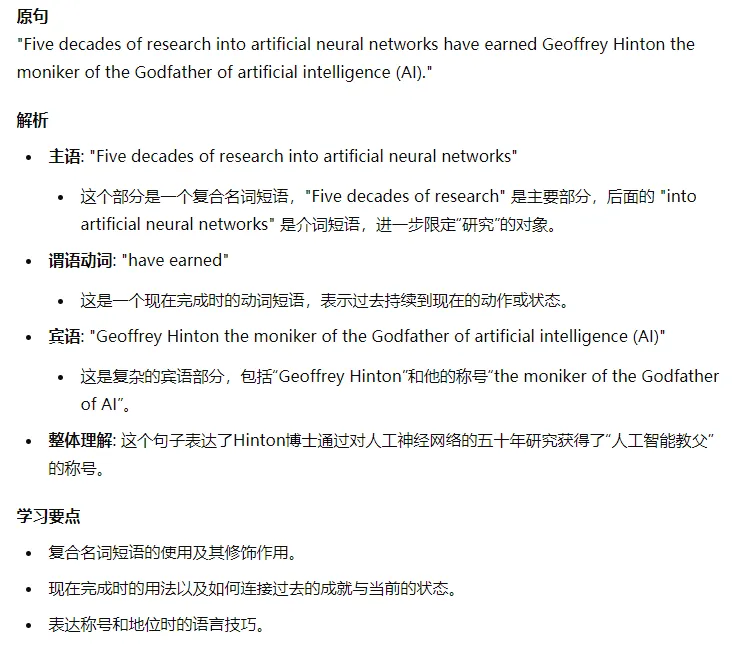 原句
"Five decades of research into artificial neural networks have earned Geoffrey Hinton the
moniker of the Godfather of artificial intelligence (AI)."
解析
• 主语: "Five decades of research into artificial neural networks"
• 这个部分是一个复合名词短语，"Five decades of research" 是主要部分，后面的 "into
artificial neural networks" 是介词短语，进一步限定“研究”的对象。
• 谓语动词: "have earned"
• 这是一个现在完成时的动词短语，表示过去持续到现在的动作或状态。
• 宾语: "Geoffrey Hinton the moniker of the Godfather of artificial intelligence (AI)"
• 这是复杂的宾语部分，包括“Geoffrey Hinton”和他的称号“the moniker of the Godfather
of AI”。
• 整体理解: 这个句子表达了Hinton博士通过对人工神经网络的五十年研究获得了“人工智能教父”
的称号。
学习要点
• 复合名词短语的使用及其修饰作用。
• 现在完成时的用法以及如何连接过去的成就与当前的状态。
• 表达称号和地位时的语言技巧。